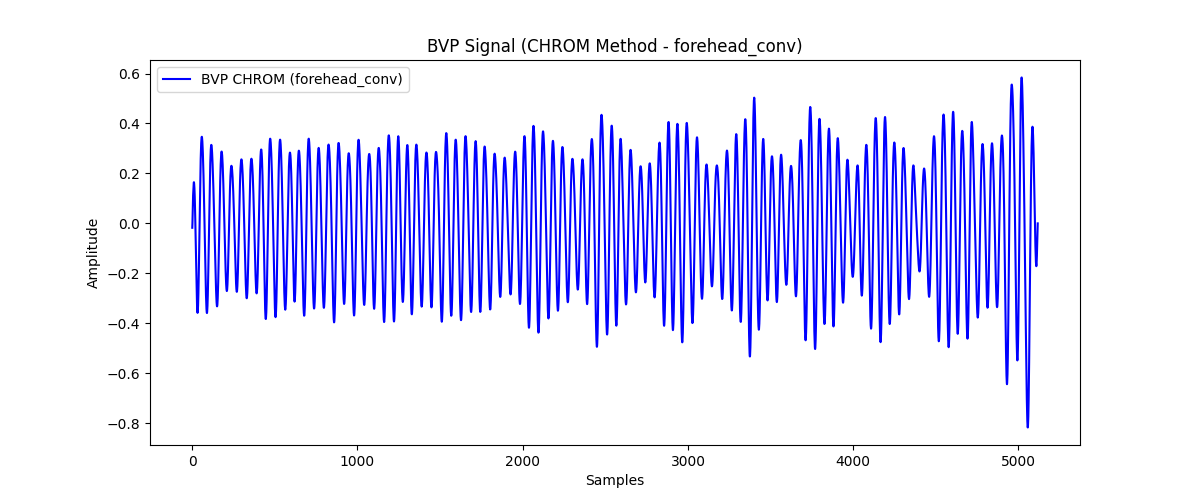 BVP Signal (CHROM Method - forehead_conv)
BVP CHROM (forehead_conv)
Amplitude
0.6
0.4
0.2
0.0
−0.2
−0.4
−0.6
−0.8
0 1000 2000 3000 4000 5000
Samples